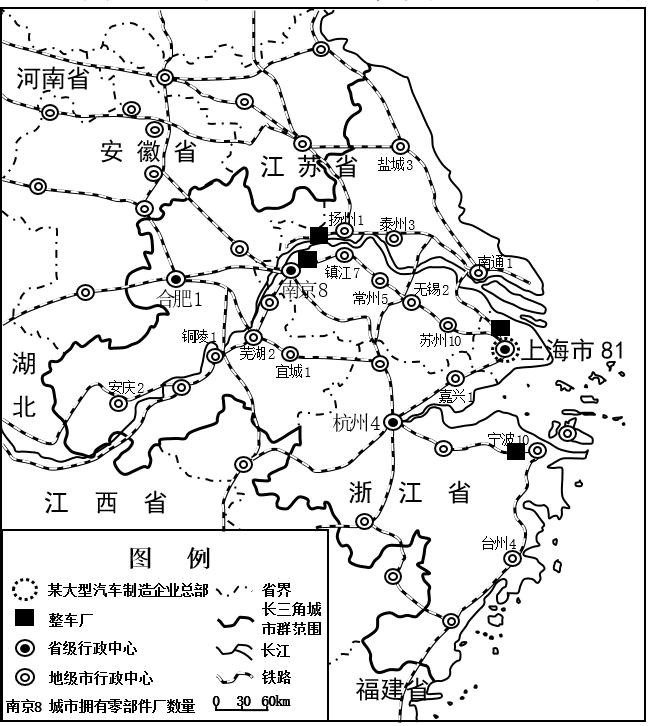 河南省
安徽省
江苏省
盐城3
扬州1
泰州3
南通1
镇江7
南京8
合肥1
常州5
无锡2
苏州10
上海市 81
铜陵1
芜湖2
宜城1
湖
北
安庆2
嘉兴1
杭州4
宁波10
江西省
浙江省
台州4
福建省
图 例
某大型汽车制造企业总部
省界
整车厂
长三角城
市群范围
省级行政中心
长江
地级市行政中心
铁路
南京8 城市拥有零部件厂数量
0 30 60km